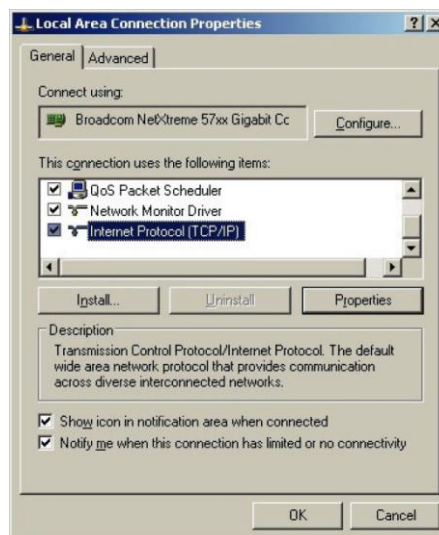 Local Area Connection Properties
General
Advanced
Connect using:
Broadcom NetXtreme 57xx Gigabit Cc
Configure...
This connection uses the following items:
QoS Packet Scheduler
Network Monitor Driver
Internet Protocol (TCP/IP)
Install...
Uninstall
Properties
Description
Transmission Control Protocol/Internet Protocol. The default
wide area network protocol that provides communication
across diverse interconnected networks.
Show icon in notification area when connected
Notify me when this connection has limited or no connectivity
OK
Cancel